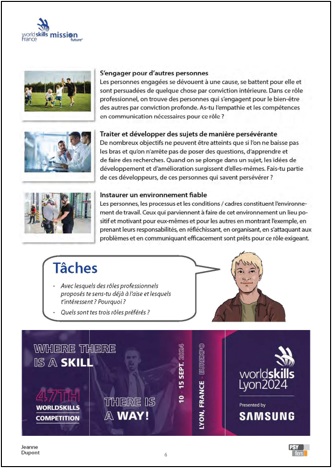 worldskills mission
France future
S'engager pour d'autres personnes
Les personnes engagées se dévouent à une cause, se battent pour elle et
sont persuadées de quelque chose par conviction intérieure. Dans ce rôle
professionnel, on trouve des personnes qui s'engagent pour le bien-être
des autres par conviction profonde. As-tu l'empathie et les compétences
en communication nécessaires pour ce rôle ?
Traiter et développer des sujets de manière persévérante
De nombreux objectifs ne peuvent être atteints que si l'on ne baisse pas
les bras et qu'on n'arrête pas de poser des questions, d'apprendre et
de faire des recherches. Quand on se plonge dans un sujet, les idées de
développement et d'amélioration surgissent d'elles-mêmes. Fais-tu partie
de ces développeurs, de ces personnes qui savent persévérer ?
Instaurer un environnement fiable
Les personnes, les processus et les conditions / cadres constituent l'environne-
ment de travail. Ceux qui parviennent à faire de cet environnement un lieu po-
sitif et motivant pour eux-mêmes et pour les autres en montrant l'exemple, en
prenant leurs responsabilités, en réfléchissant, en organisant, en s'attaquant aux
problèmes et en communiquant efficacement sont prêts pour ce rôle exigeant.
Tâches
- Avec lesquels des rôles professionnels
proposés te sens-tu déjà à l'aise et lesquels
t'intéressent ? Pourquoi ?
- Quels sont tes trois rôles préférés ?
WHERE THERE
IS A SKILL
47TH
WORLDSKILLS
COMPETITION
THERE IS
A WAY!
10 15 SEPT. 2024
LYON, FRANCE EUREXPO
worldskills
Lyon2024
Presented by
SAMSUNG
Jeanne
Dupont
6